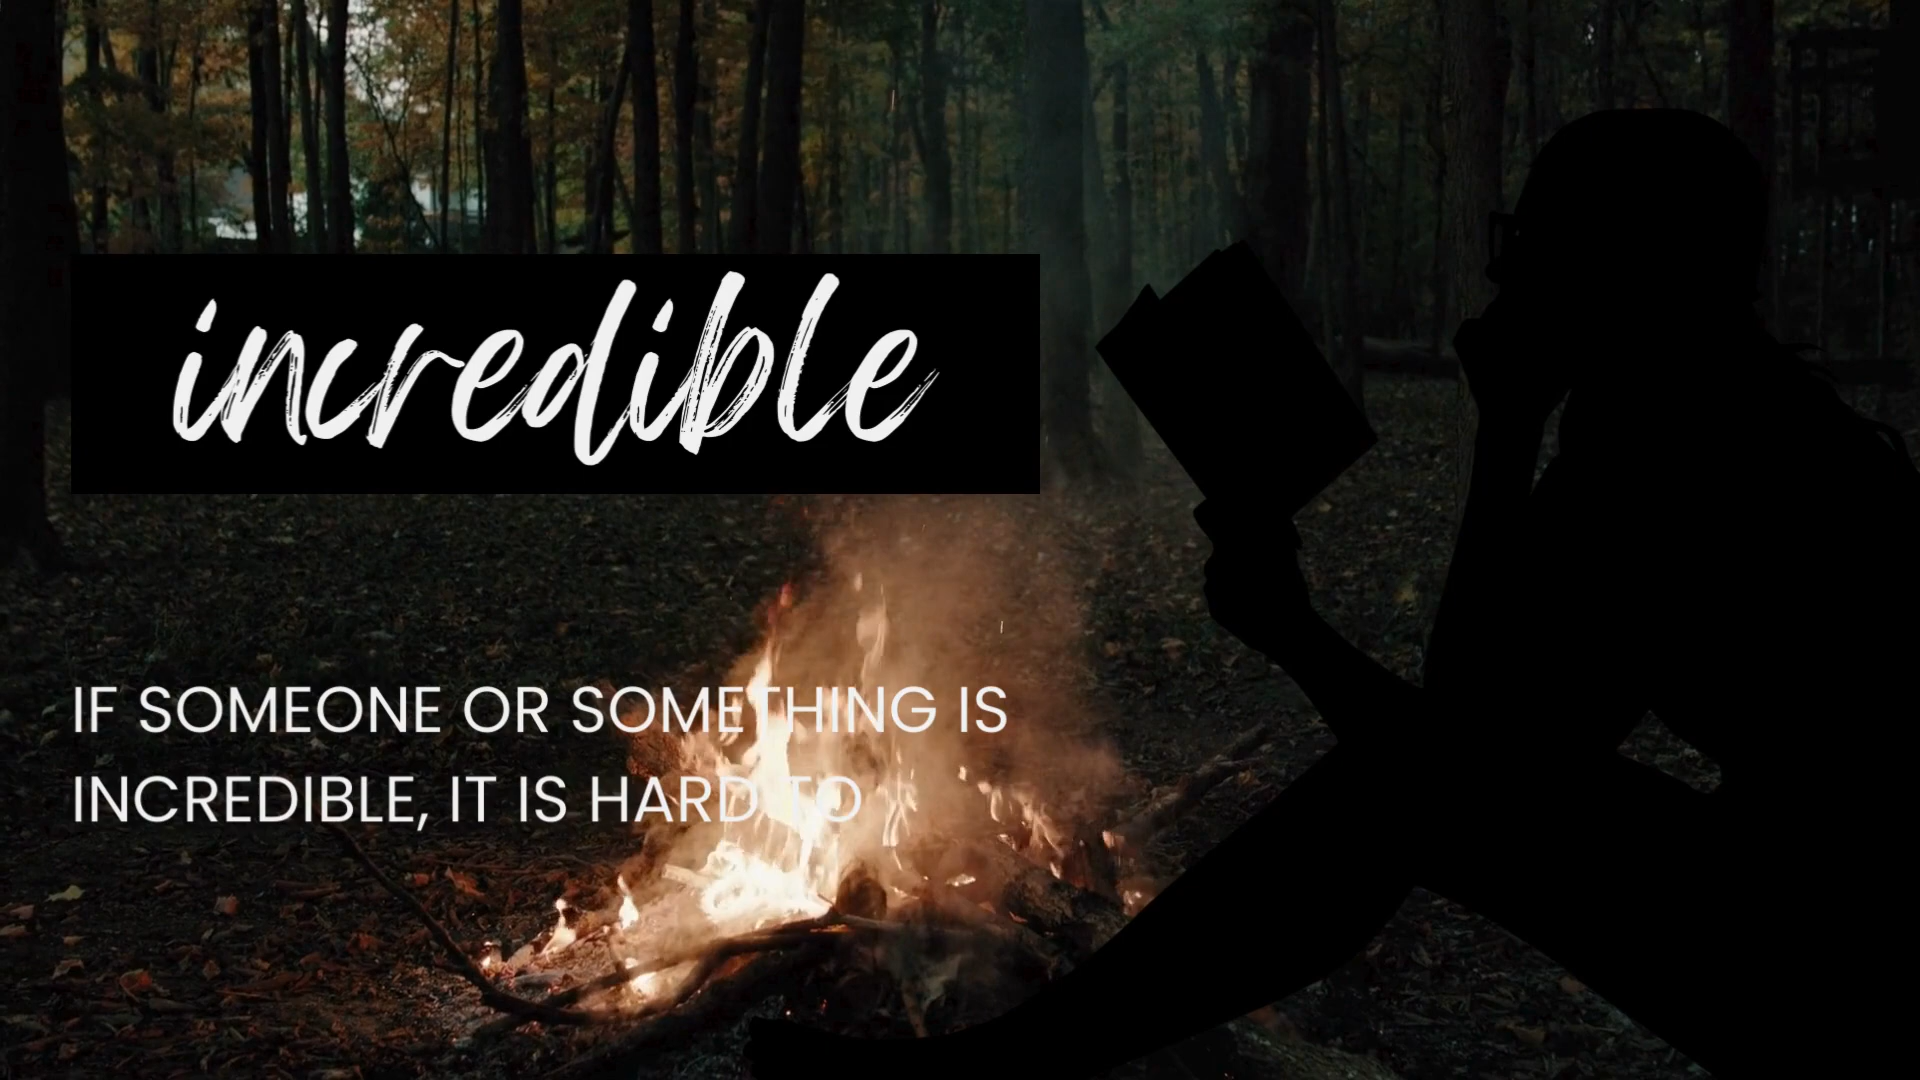 incredible
IF SOMEONE OR SOMETHING IS
INCREDIBLE, IT IS HARD TO